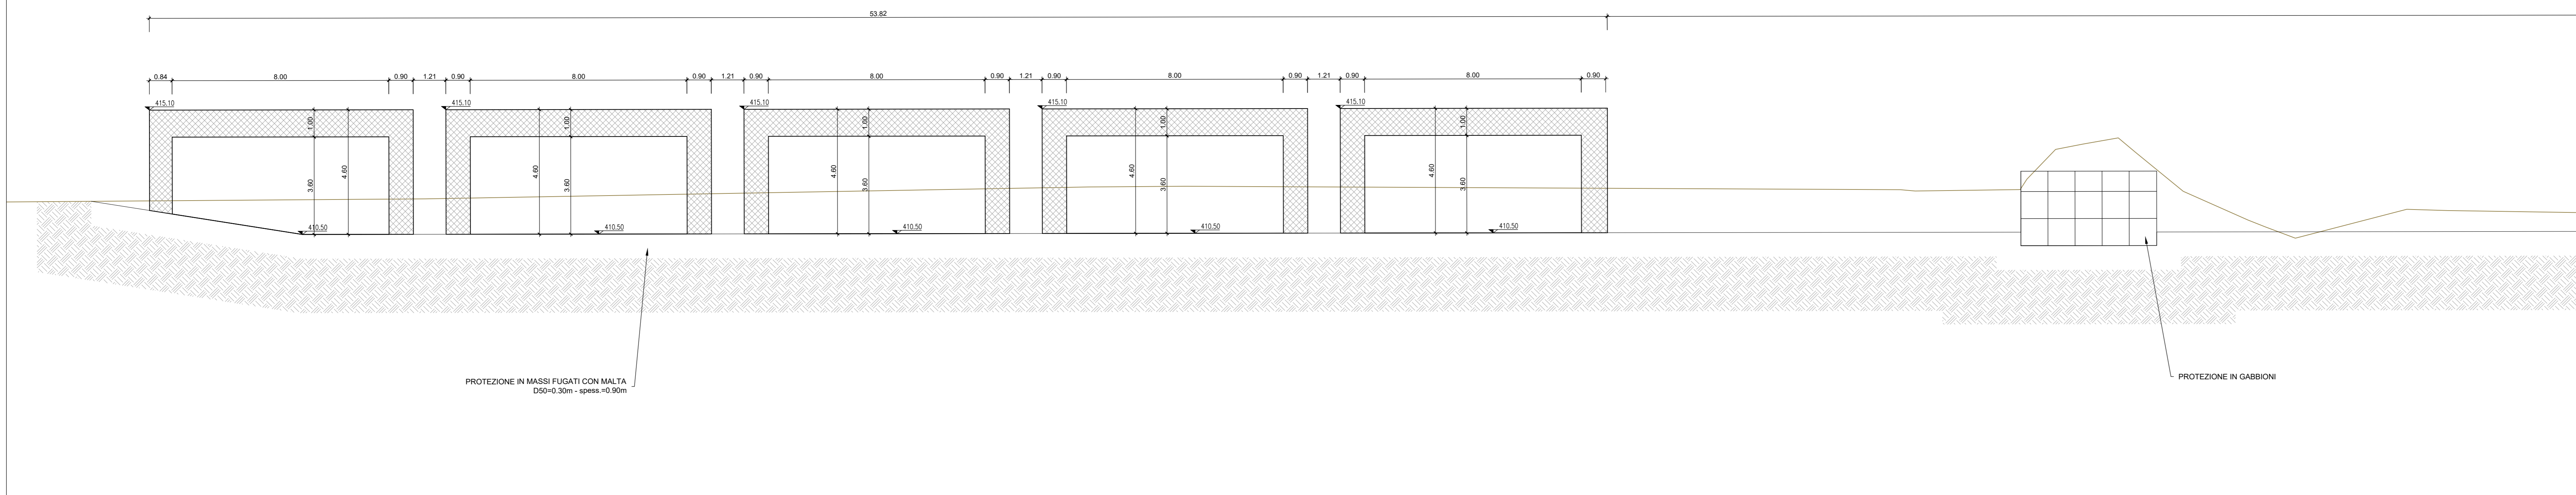 53.82
0.84 8.00 0.90 1.21 0.90 8.00 0.90 1.21 0.90 8.00 0.90 1.21 0.90 8.00 0.90 1.21 0.90 8.00 0.90
415.10 415.10 415.10 415.10 415.10
1.00 1.00 1.00 1.00 1.00
4.60 4.60 4.60 4.60 4.60
3.60 3.60 3.60 3.60 3.60
410.50 410.50 410.50 410.50 410.50
PROTEZIONE IN MASSI FUGATI CON MALTA
D50=0.30m - spess.=0.90m
PROTEZIONE IN GABBIONI